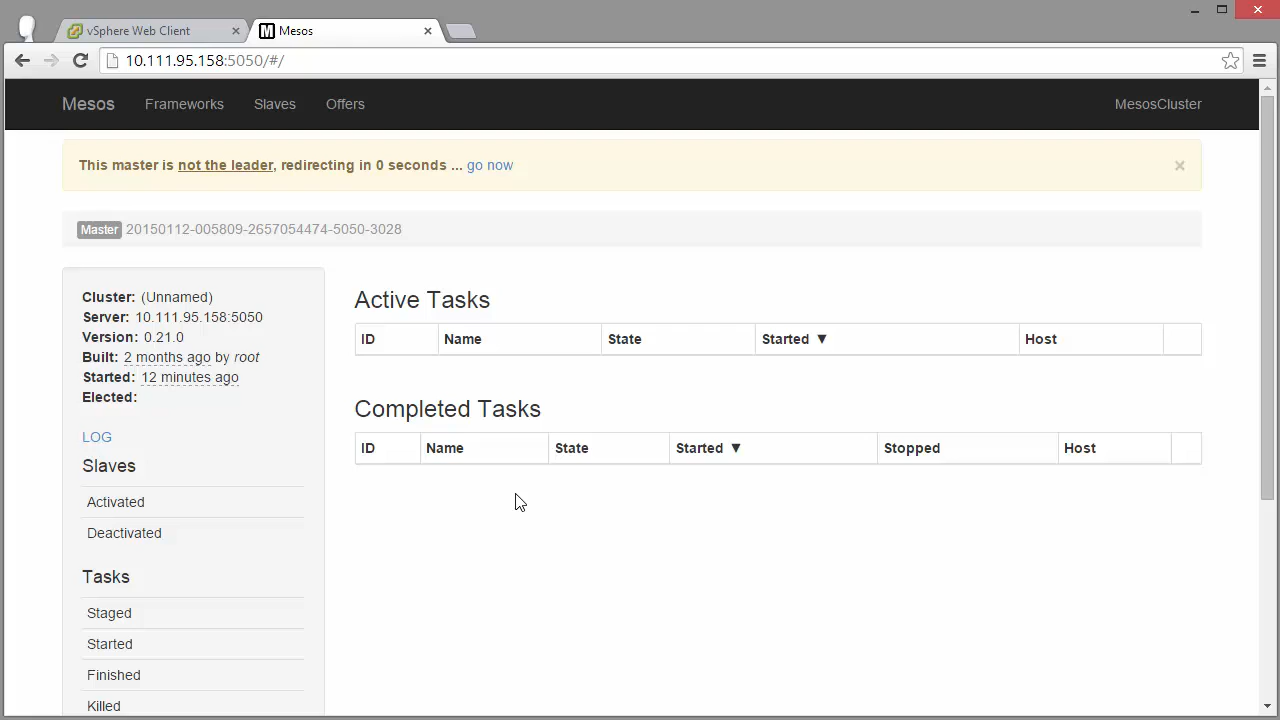 vSphere Web Client
Mesos
10.111.95.158:5050/#/
Mesos Frameworks Slaves Offers MesosCluster
This master is not the leader, redirecting in 0 seconds ... go now ×
Master 20150112-005809-2657054474-5050-3028
Cluster: (Unnamed)
Server: 10.111.95.158:5050
Version: 0.21.0
Built: 2 months ago by root
Started: 12 minutes ago
Elected:
LOG
Slaves
Activated
Deactivated
Tasks
Staged
Started
Finished
Killed
Active Tasks
ID Name State Started ▼ Host
Completed Tasks
ID Name State Started ▼ Stopped Host